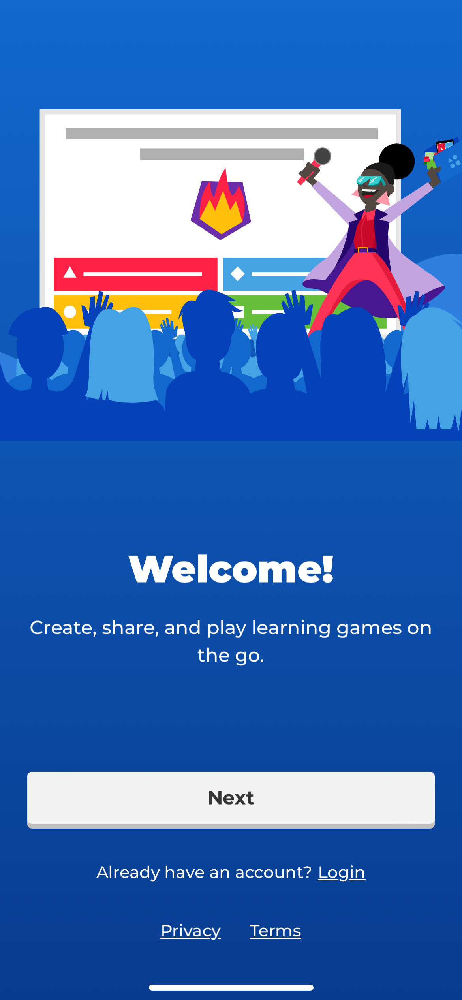 Welcome!
Create, share, and play learning games on
the go.
Next
Already have an account? Login
Privacy Terms